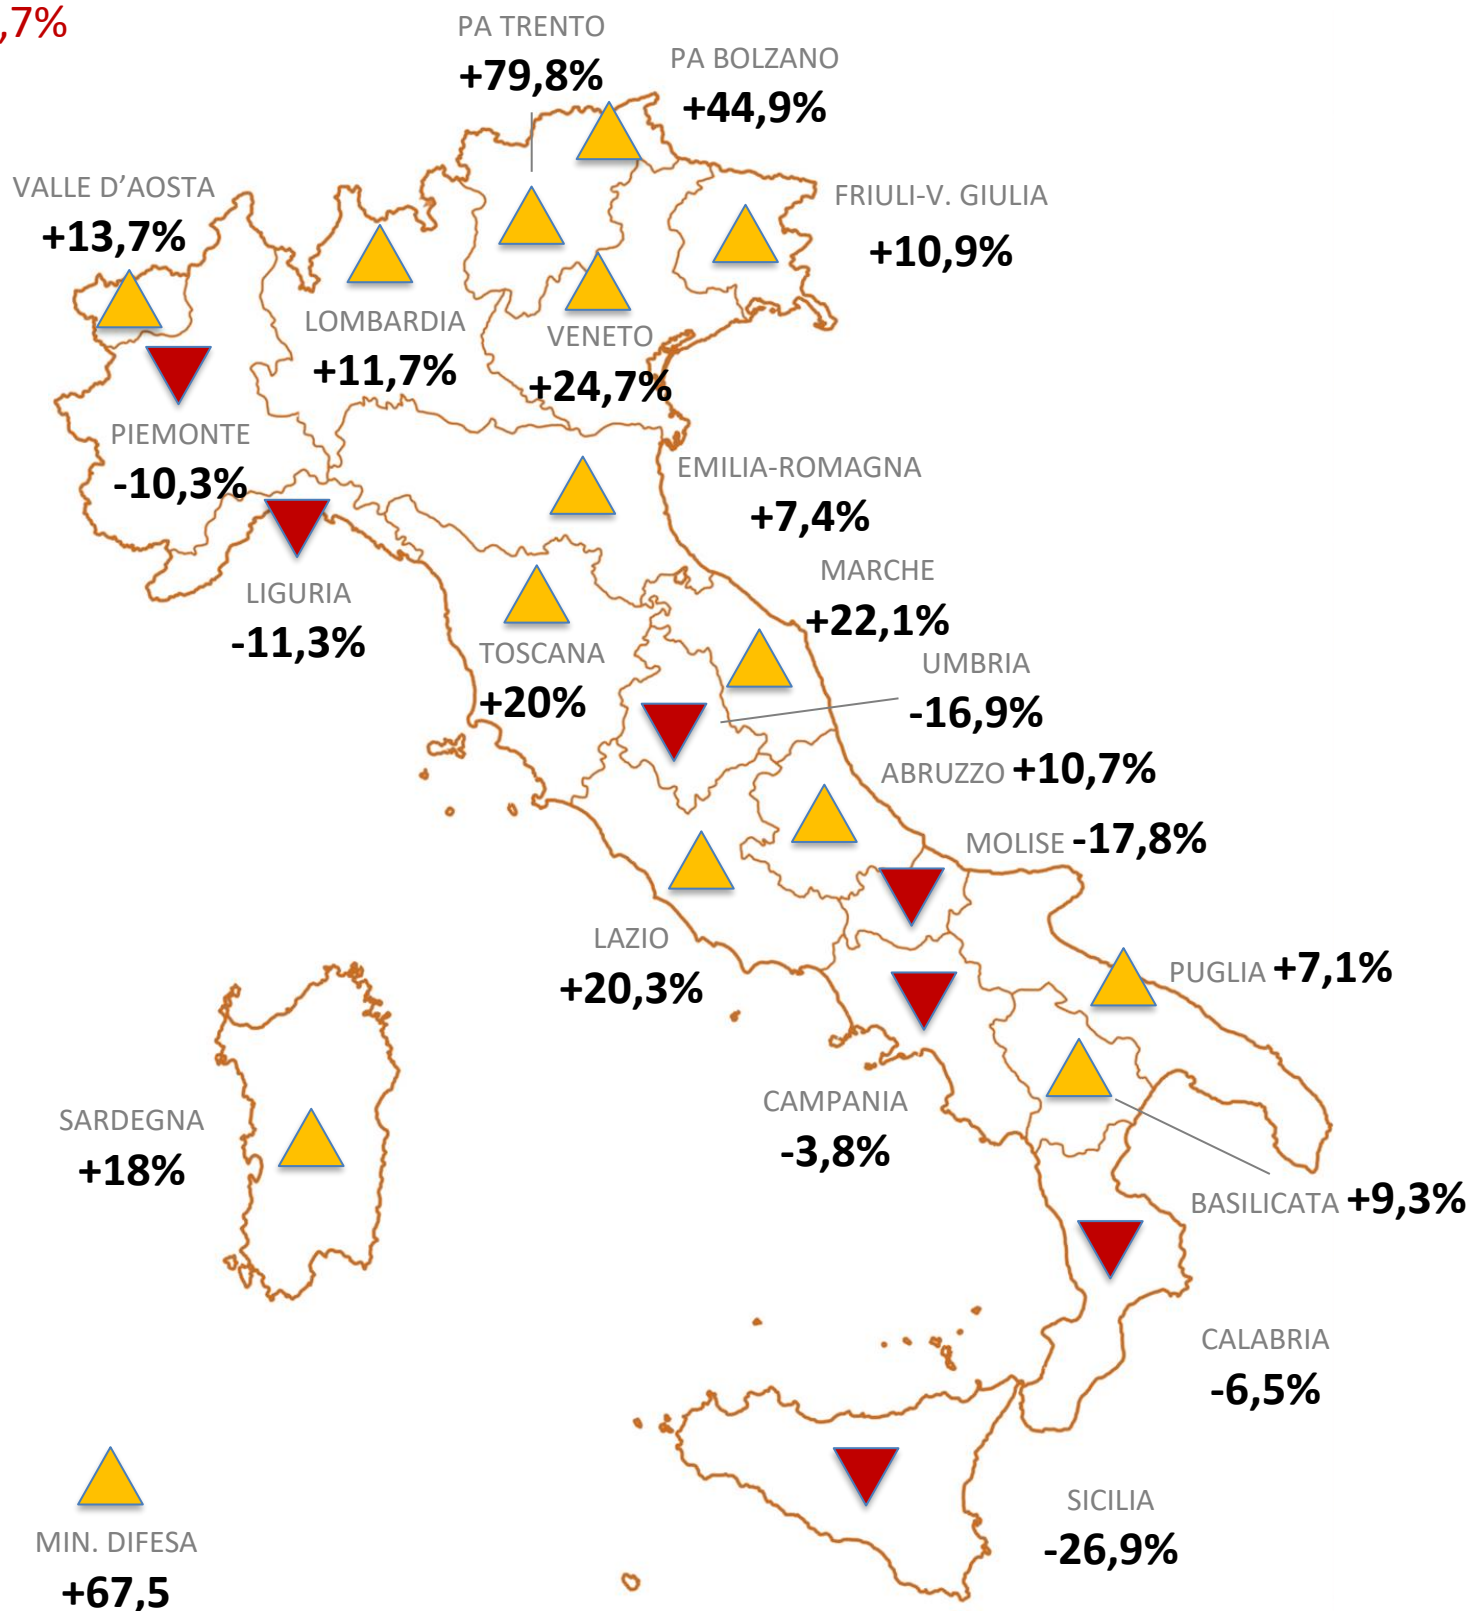 ,7%
PA TRENTO
+79,8%
PA BOLZANO
+44,9%
VALLE D’AOSTA
+13,7%
FRIULI-V. GIULIA
+10,9%
LOMBARDIA
+11,7%
VENETO
+24,7%
PIEMONTE
-10,3%
EMILIA-ROMAGNA
+7,4%
LIGURIA
-11,3%
MARCHE
+22,1%
TOSCANA
+20%
UMBRIA
-16,9%
ABRUZZO +10,7%
MOLISE -17,8%
LAZIO
+20,3%
PUGLIA +7,1%
CAMPANIA
-3,8%
SARDEGNA
+18%
BASILICATA +9,3%
CALABRIA
-6,5%
SICILIA
-26,9%
MIN. DIFESA
+67,5